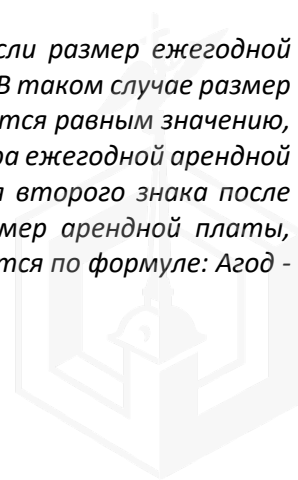 сли размер ежегодной
В таком случае размер
тся равным значению,
ра ежегодной арендной
я второго знака после
мер арендной платы,
тся по формуле: Агод -